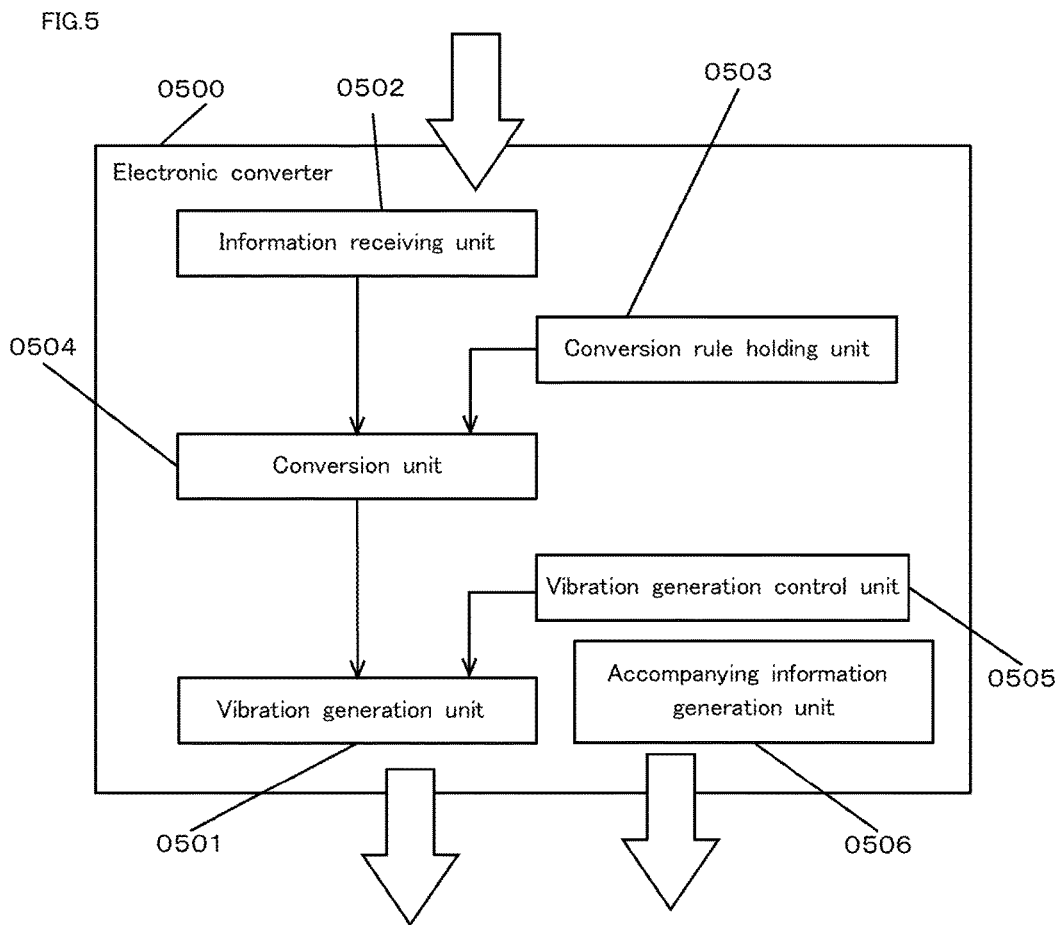 FIG.5
0500
0502
0503
Electronic converter
Information receiving unit
0504
Conversion rule holding unit
Conversion unit
Vibration generation control unit
0505
Accompanying information
generation unit
Vibration generation unit
0501
0506